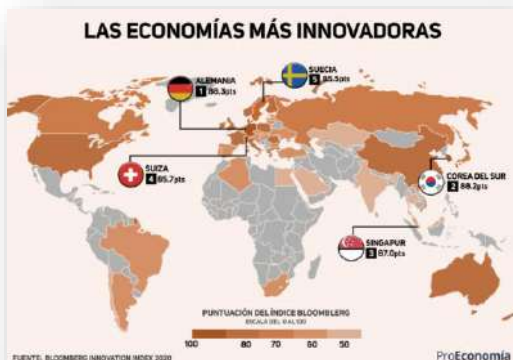 LAS ECONOMÍAS MÁS INNOVADORAS
ALEMANIA
1 88.3pts
SUECIA
5 85.5pts
SUIZA
4 85.7pts
COREA DEL SUR
2 88.2pts
SINGAPUR
3 87.0pts
PUNTUACIÓN DEL ÍNDICE BLOOMBLERG
ESCALA DEL 0 AL 100
100 80 70 60 50
FUENTE. BLOOMBERG INNOVATION INDEX 2020
ProEconomía